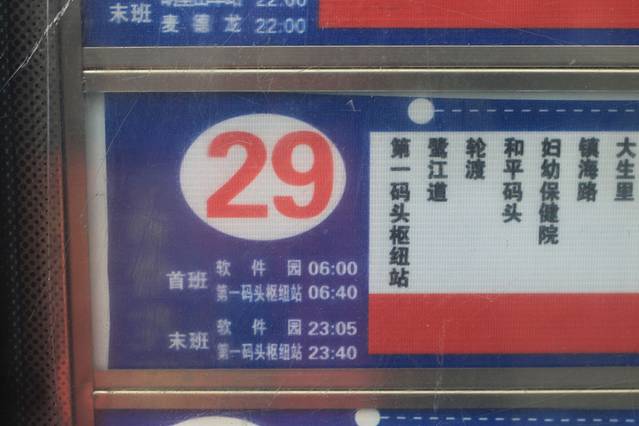 22:00
末班 麦德龙 22:00
29
首班 软件园 06:00
第一码头枢纽站 06:40
末班 软件园 23:05
第一码头枢纽站 23:40
第一码头枢纽站
鹭江道
轮渡
和平码头
妇幼保健院
镇海路
大生里